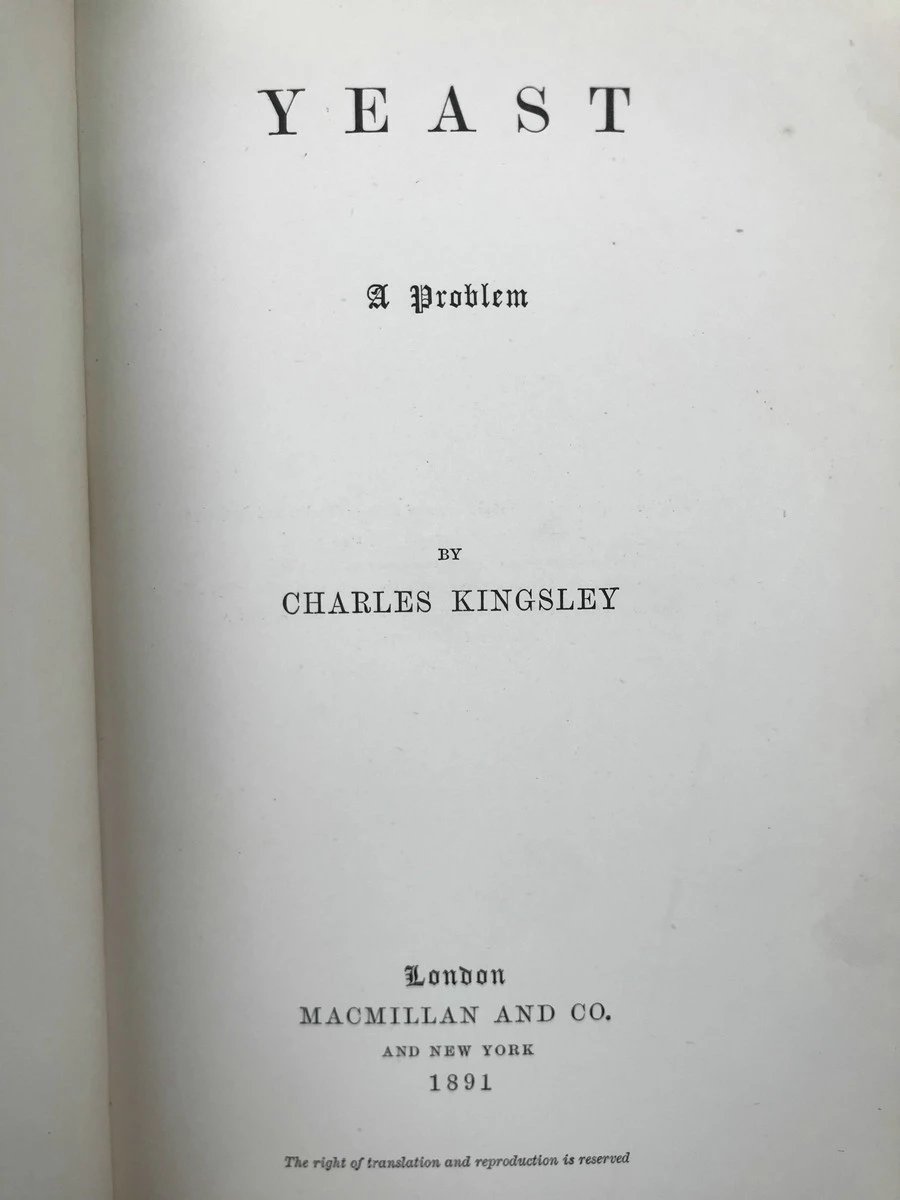 YEAST
A Problem
BY
CHARLES KINGSLEY
London
MACMILLAN AND CO.
AND NEW YORK
1891
The right of translation and reproduction is reserved